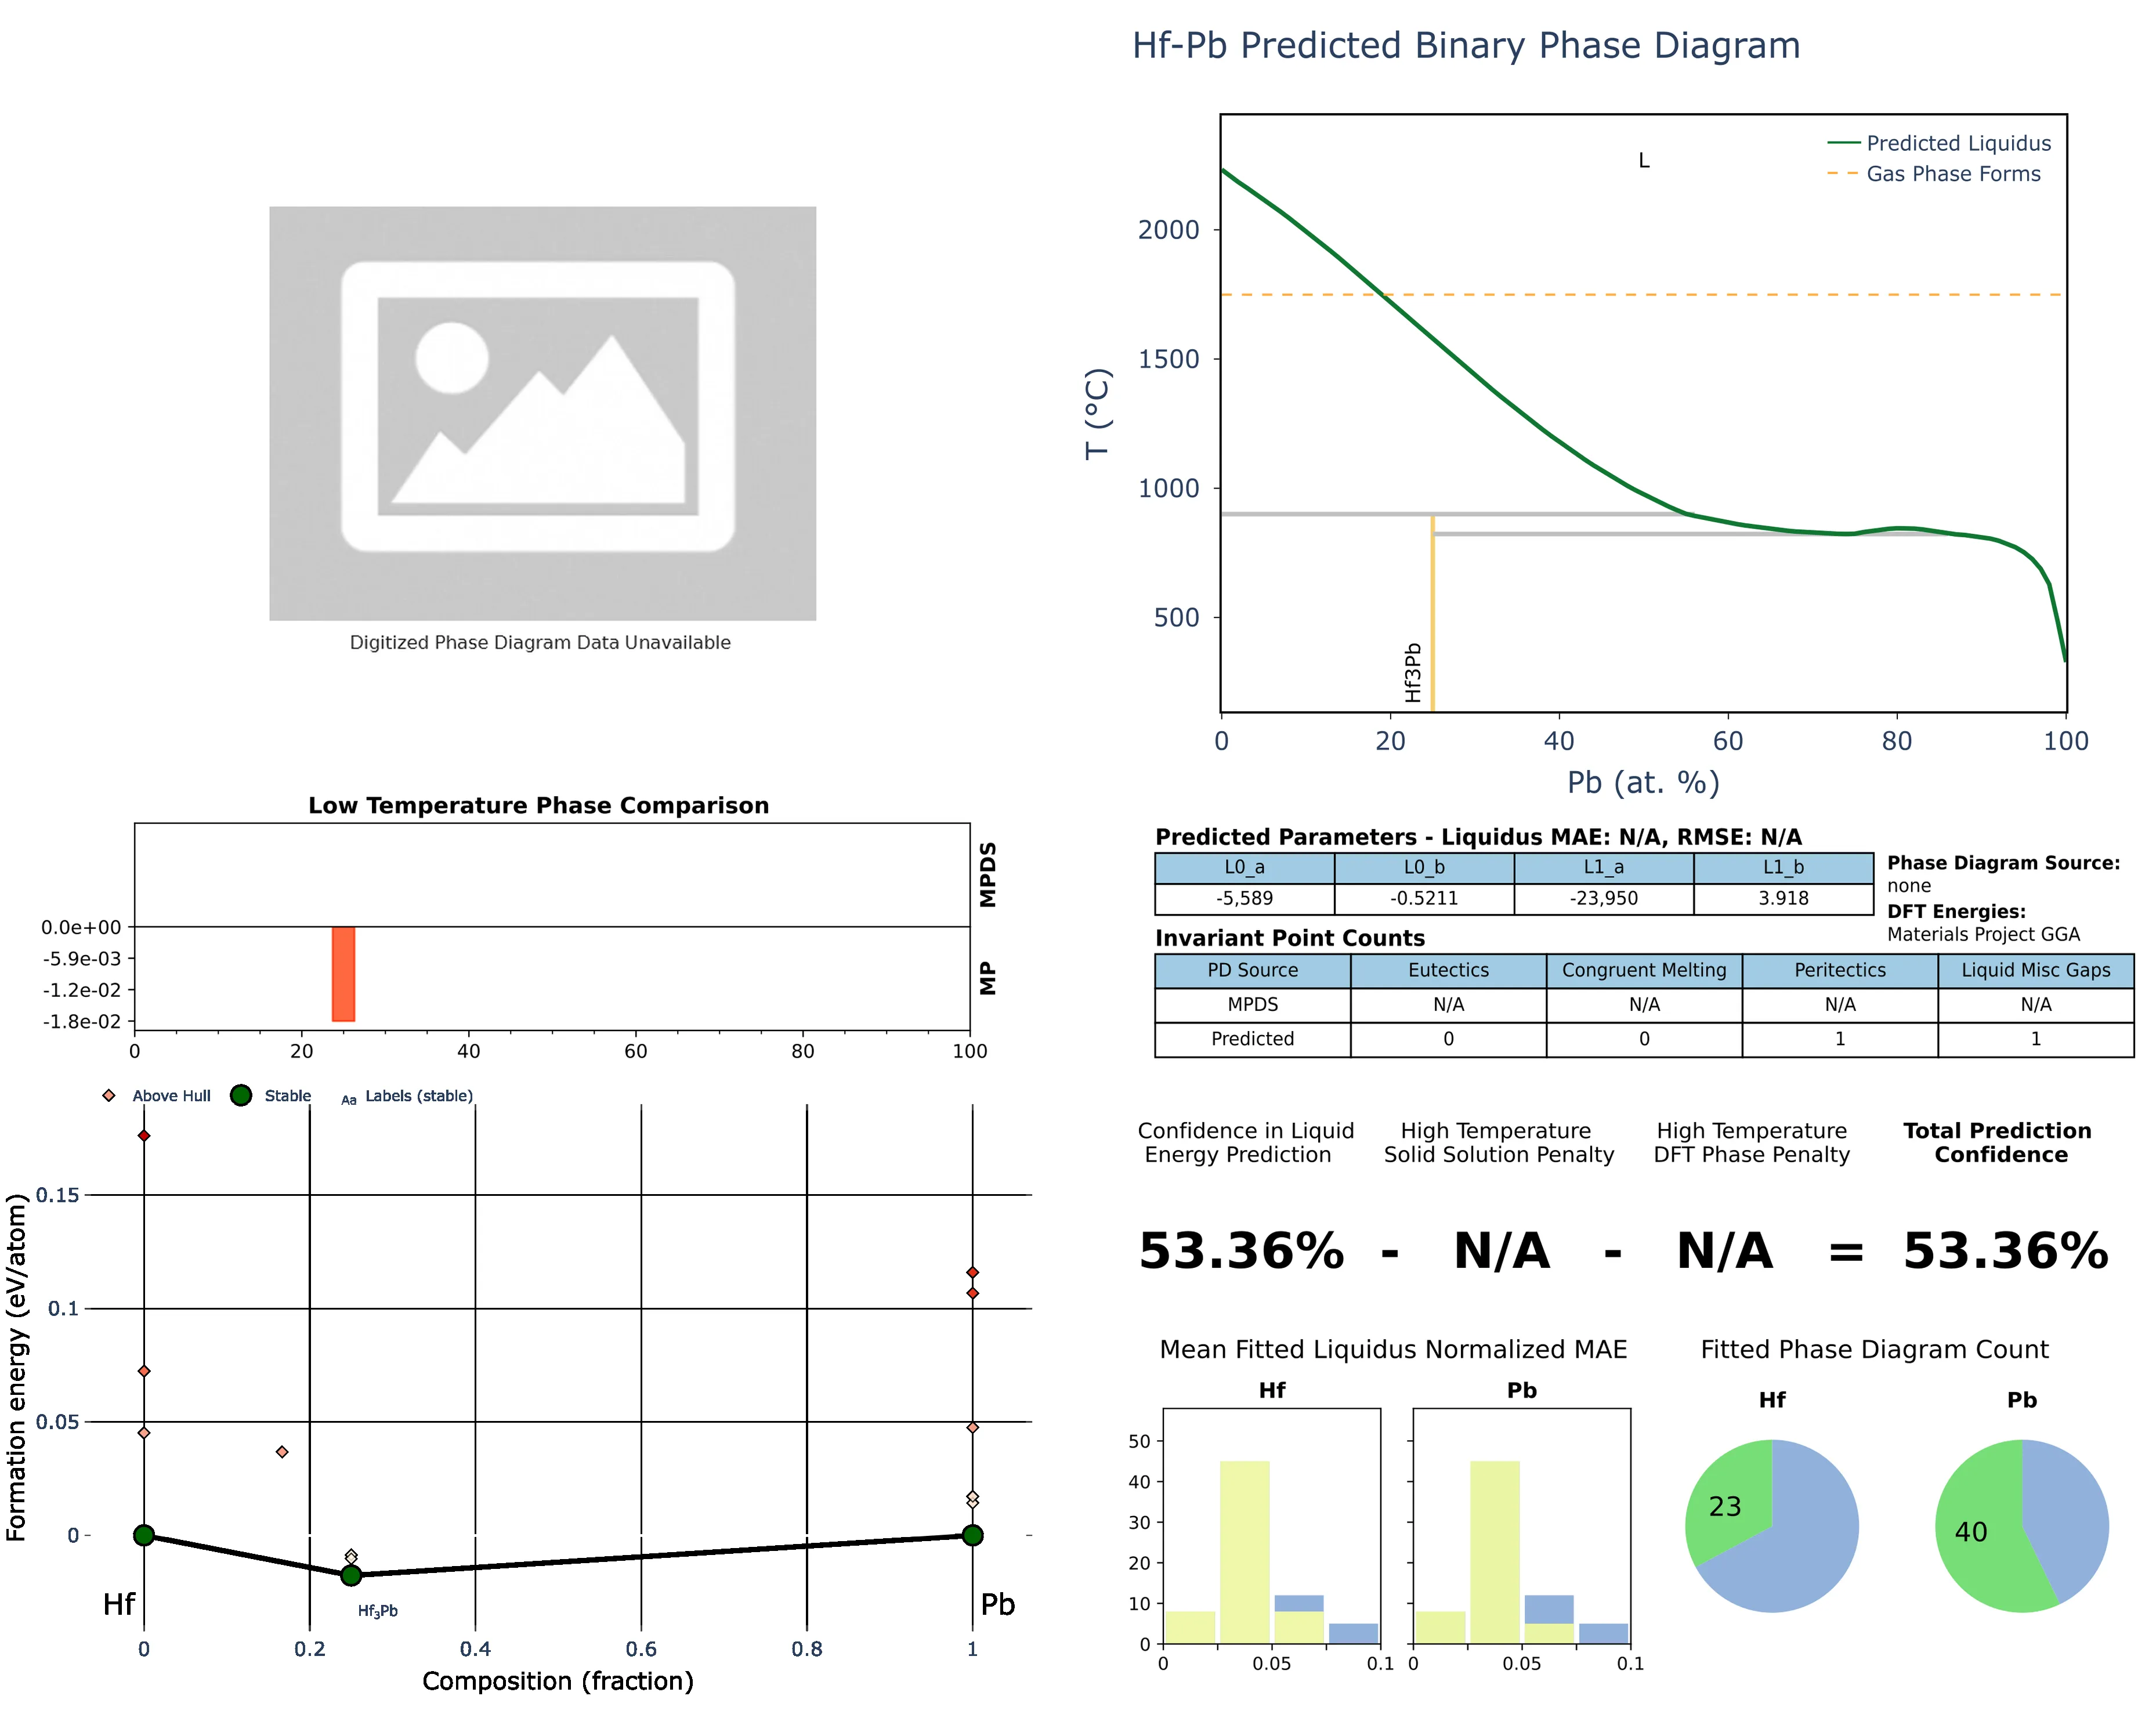 Hf-Pb Predicted Binary Phase Diagram
Predicted Liquidus
Gas Phase Forms
L
2000
1500
1000
500
T (°C)
Hf3Pb
0 20 40 60 80 100
Pb (at. %)
Digitized Phase Diagram Data Unavailable
Low Temperature Phase Comparison
MPDS
MP
0.0e+00
-5.9e-03
-1.2e-02
-1.8e-02
0 20 40 60 80 100
Predicted Parameters - Liquidus MAE: N/A, RMSE: N/A
L0_a L0_b L1_a L1_b
-5,589 -0.5211 -23,950 3.918
Phase Diagram Source:
none
DFT Energies:
Materials Project GGA
Invariant Point Counts
PD Source Eutectics Congruent Melting Peritectics Liquid Misc Gaps
MPDS N/A N/A N/A N/A
Predicted 0 0 1 1
Above Hull Stable Aa Labels (stable)
0.15
0.1
0.05
0
Formation energy (eV/atom)
Hf
Hf₃Pb
Pb
0 0.2 0.4 0.6 0.8 1
Composition (fraction)
Confidence in Liquid
Energy Prediction
High Temperature
Solid Solution Penalty
High Temperature
DFT Phase Penalty
Total Prediction
Confidence
53.36% - N/A - N/A = 53.36%
Mean Fitted Liquidus Normalized MAE
Hf
Pb
50
40
30
20
10
0
0 0.05 0.1
0 0.05 0.1
Fitted Phase Diagram Count
Hf
Pb
23
40